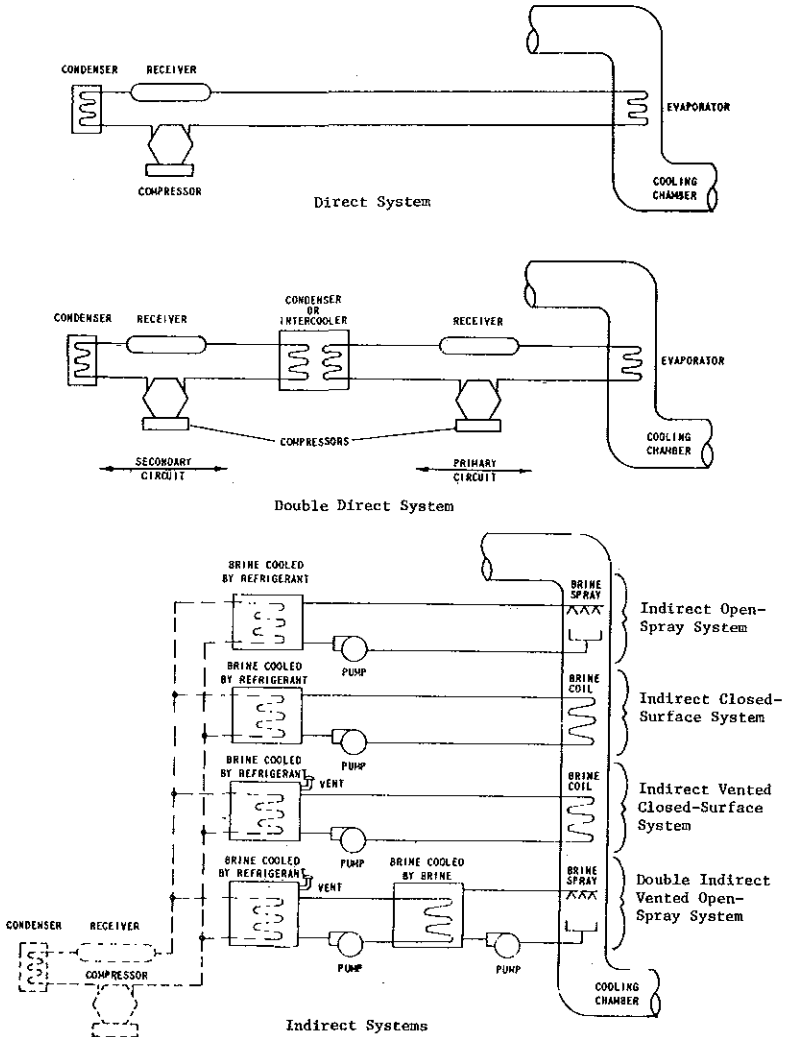 CONDENSER
RECEIVER
EVAPORATOR
COMPRESSOR
COOLING
CHAMBER
Direct System
CONDENSER
RECEIVER
CONDENSER
OR
INTERCOOLER
RECEIVER
EVAPORATOR
COMPRESSORS
COOLING
CHAMBER
SECONDARY
CIRCUIT
PRIMARY
CIRCUIT
Double Direct System
BRINE COOLED
BY REFRIGERANT
BRINE
SPRAY
Indirect Open-
Spray System
PUMP
BRINE COOLED
BY REFRIGERANT
BRINE
COIL
Indirect Closed-
Surface System
PUMP
BRINE COOLED
BY REFRIGERANT
VENT
BRINE
COIL
Indirect Vented
Closed-Surface
System
PUMP
BRINE COOLED
BY REFRIGERANT
VENT
BRINE COOLED
BY BRINE
BRINE
SPRAY
Double Indirect
Vented Open-
Spray System
PUMP
PUMP
CONDENSER
RECEIVER
COMPRESSOR
COOLING
CHAMBER
Indirect Systems